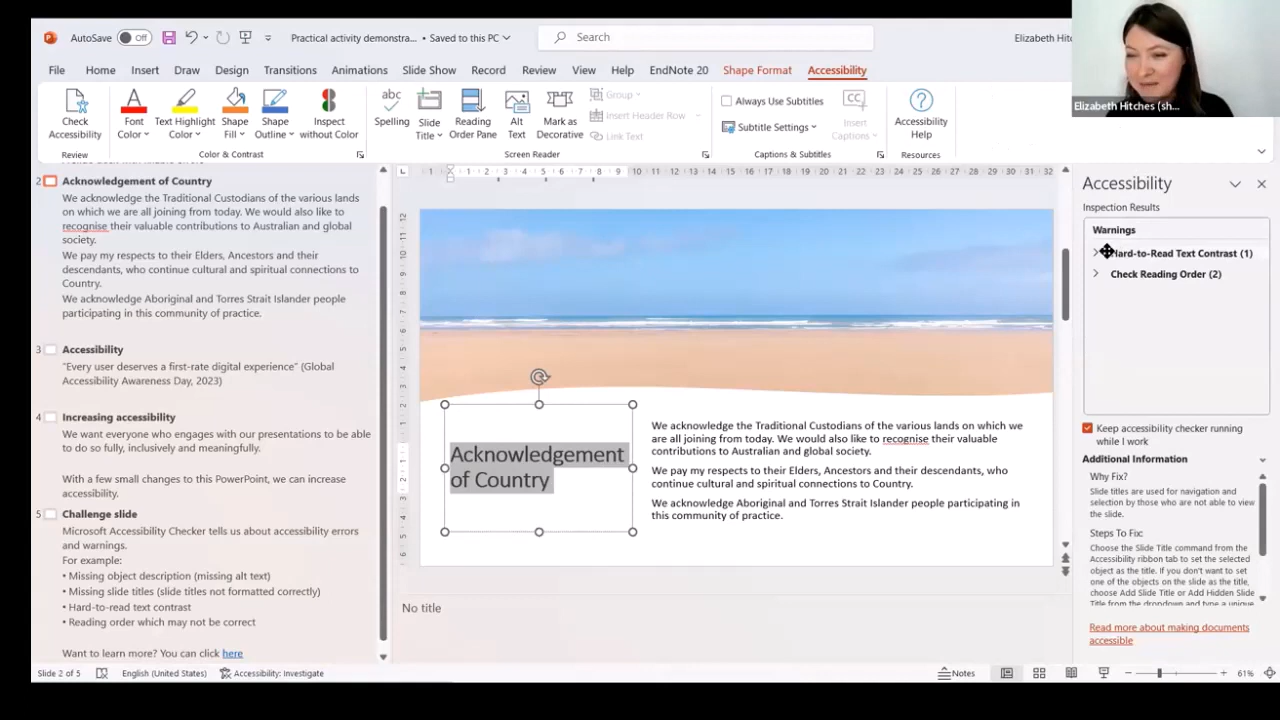 AutoSave
Off
Practical activity demonstra... • Saved to this PC
Search
Elizabeth Hit
File
Home
Insert
Draw
Design
Transitions
Animations
Slide Show
Record
Review
View
Help
EndNote 20
Shape Format
Accessibility
Check
Accessibility
Font
Color
Text Highlight
Color
Shape
Fill
Shape
Outline
Inspect
without Color
abc
Spelling
Slide
Title
Reading
Order Pane
Alt
Text
Mark as
Decorative
Group
Insert Header Row
Link Text
Always Use Subtitles
Subtitle Settings
Insert
Captions
Accessibility
Help
Review
Color & Contrast
Screen Reader
Captions & Subtitles
Resources
Elizabeth Hitches (sh...
2 Acknowledgement of Country
We acknowledge the Traditional Custodians of the various lands
on which we are all joining from today. We would also like to
recognise their valuable contributions to Australian and global
society.
We pay my respects to their Elders, Ancestors and their
descendants, who continue cultural and spiritual connections to
Country.
We acknowledge Aboriginal and Torres Strait Islander people
participating in this community of practice.
3 Accessibility
"Every user deserves a first-rate digital experience" (Global
Accessibility Awareness Day, 2023)
4 Increasing accessibility
We want everyone who engages with our presentations to be able
to do so fully, inclusively and meaningfully.
With a few small changes to this PowerPoint, we can increase
accessibility.
5 Challenge slide
Microsoft Accessibility Checker tells us about accessibility errors
and warnings.
For example:
• Missing object description (missing alt text)
• Missing slide titles (slide titles not formatted correctly)
• Hard-to-read text contrast
• Reading order which may not be correct
Want to learn more? You can click here
Acknowledgement
of Country
We acknowledge the Traditional Custodians of the various lands on which we
are all joining from today. We would also like to recognise their valuable
contributions to Australian and global society.
We pay my respects to their Elders, Ancestors and their descendants, who
continue cultural and spiritual connections to Country.
We acknowledge Aboriginal and Torres Strait Islander people participating in
this community of practice.
No title
Accessibility
Inspection Results
Warnings
Hard-to-Read Text Contrast (1)
Check Reading Order (2)
Keep accessibility checker running
while I work
Additional Information
Why Fix?
Slide titles are used for navigation and
selection by those who are not able to view
the slide.
Steps To Fix:
Choose the Slide Title command from the
Accessibility ribbon tab to set the selected
object as the title. If you don't want to set
one of the objects on the slide as the title,
choose Add Slide Title or Add Hidden Slide
Title from the dropdown and type a unique
Read more about making documents
accessible
Slide 2 of 5
English (United States)
Accessibility: Investigate
Notes
61%